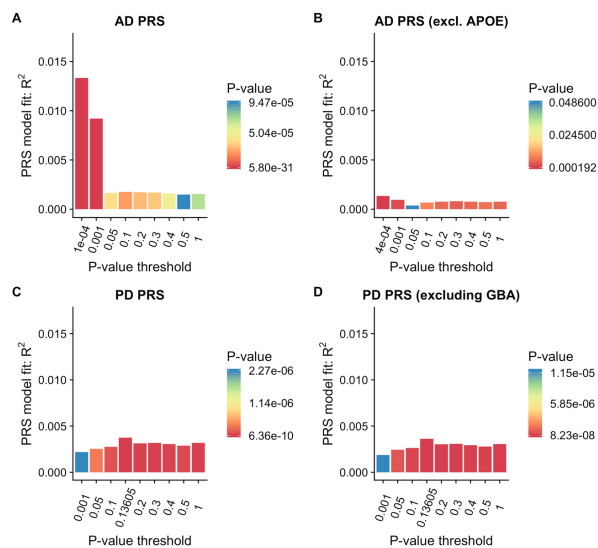 A
AD PRS
PRS model fit: R²
0.015
0.010
0.005
0.000
1e-04
0.001
0.05
0.1
0.2
0.3
0.4
0.5
1
P-value threshold
P-value
9.47e-05
5.04e-05
5.80e-31
B
AD PRS (excl. APOE)
PRS model fit: R²
0.015
0.010
0.005
0.000
4e-04
0.001
0.05
0.1
0.2
0.3
0.4
0.5
1
P-value threshold
P-value
0.048600
0.024500
0.000192
C
PD PRS
PRS model fit: R²
0.015
0.010
0.005
0.000
0.001
0.05
0.1
0.13605
0.2
0.3
0.4
0.5
1
P-value threshold
P-value
2.27e-06
1.14e-06
6.36e-10
D
PD PRS (excluding GBA)
PRS model fit: R²
0.015
0.010
0.005
0.000
0.001
0.05
0.1
0.13605
0.2
0.3
0.4
0.5
1
P-value threshold
P-value
1.15e-05
5.85e-06
8.23e-08